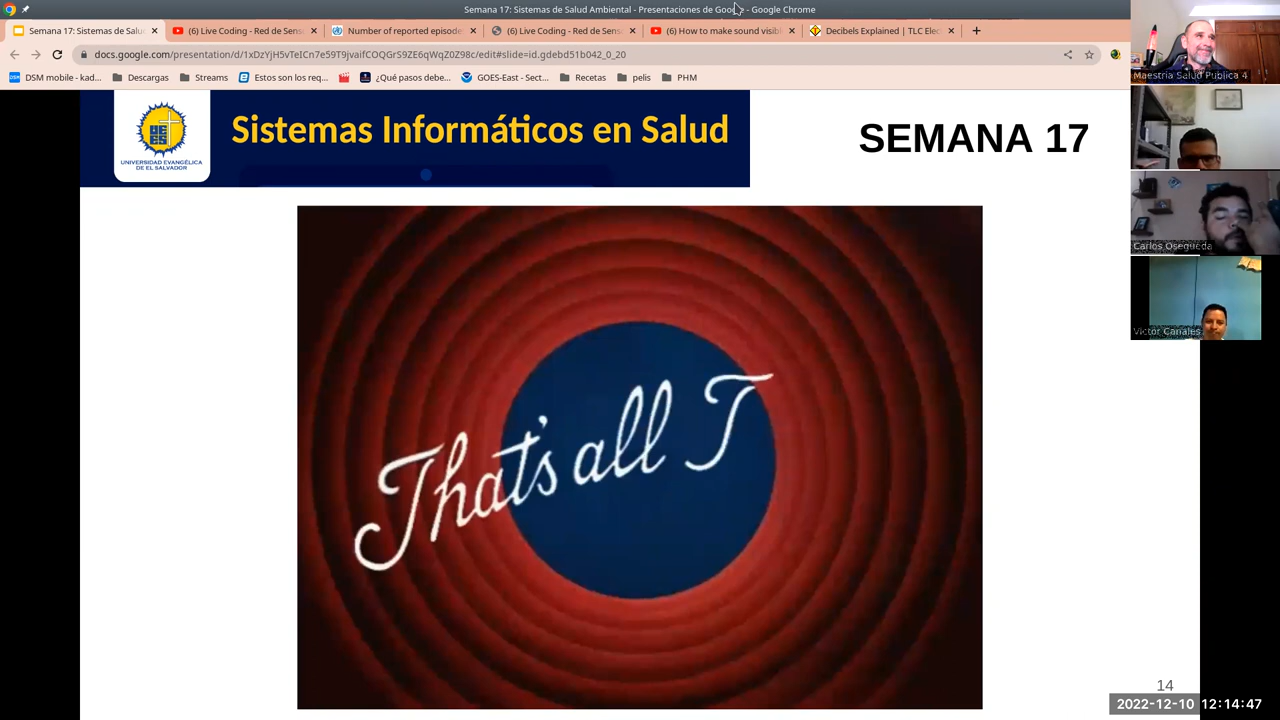 Semana 17: Sistemas de Salud Ambiental - Presentaciones de Google - Google Chrome
Semana 17: Sistemas de Salu
(6) Live Coding - Red de Sens
Number of reported episode
(6) Live Coding - Red de Sens
(6) How to make sound visibl
Decibels Explained | TLC Elec
docs.google.com/presentation/d/1xDzYjH5vTeICn7e59T9jvaifCOQGrS9ZE6qWqZ0Z98c/edit#slide=id.gdebd51b042_0_20
DSM mobile - kad...
Descargas
Streams
Estos son los req...
¿Qué pasos debe...
GOES-East - Sect...
Recetas
pelis
PHM
UNIVERSIDAD EVANGÉLICA
DE EL SALVADOR
Sistemas Informáticos en Salud
SEMANA 17
That's all T
14
Maestria Salud Publica 4
Carlos Osegueda
Victor Canales
2022-12-10 12:14:47